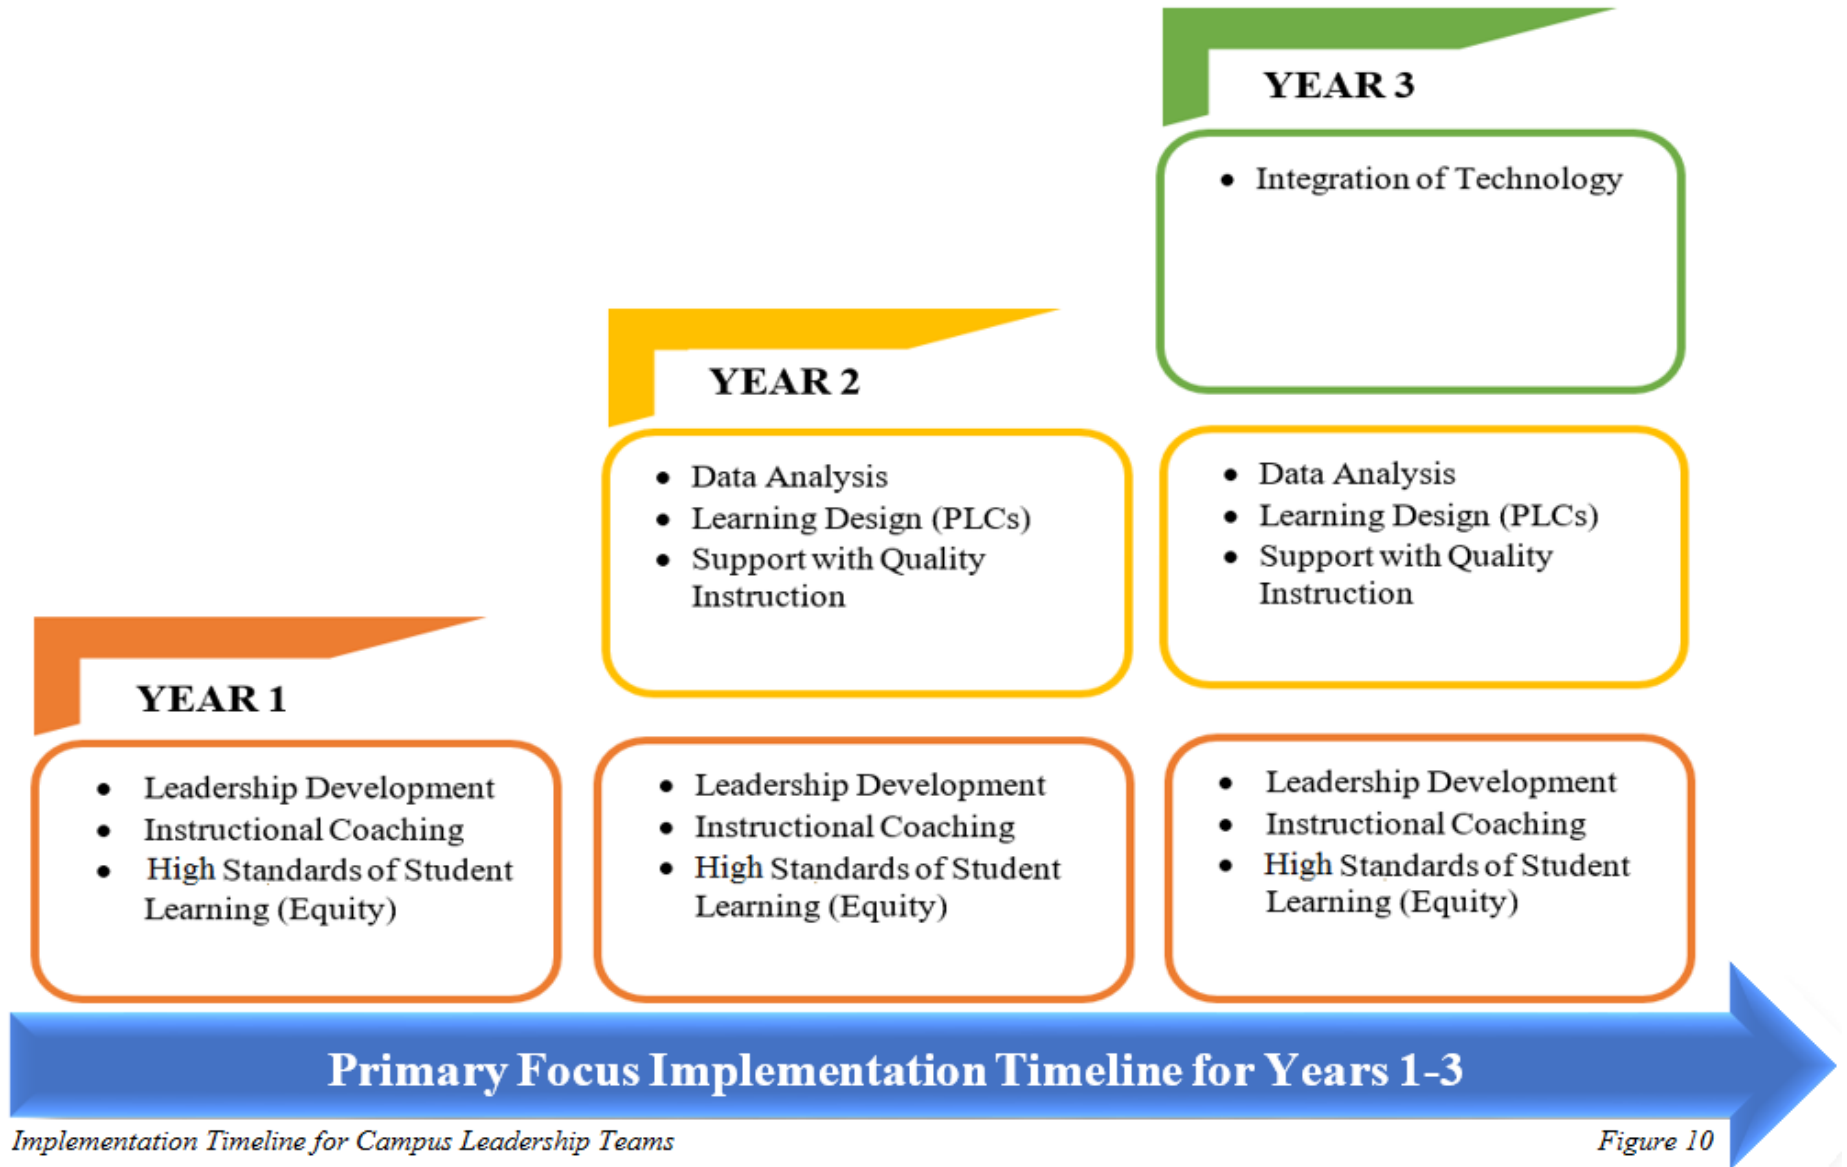 YEAR 3
• Integration of Technology
YEAR 2
• Data Analysis
• Learning Design (PLCs)
• Support with Quality
Instruction
• Data Analysis
• Learning Design (PLCs)
• Support with Quality
Instruction
YEAR 1
• Leadership Development
• Instructional Coaching
• High Standards of Student
Learning (Equity)
• Leadership Development
• Instructional Coaching
• High Standards of Student
Learning (Equity)
• Leadership Development
• Instructional Coaching
• High Standards of Student
Learning (Equity)
Primary Focus Implementation Timeline for Years 1-3
Implementation Timeline for Campus Leadership Teams
Figure 10